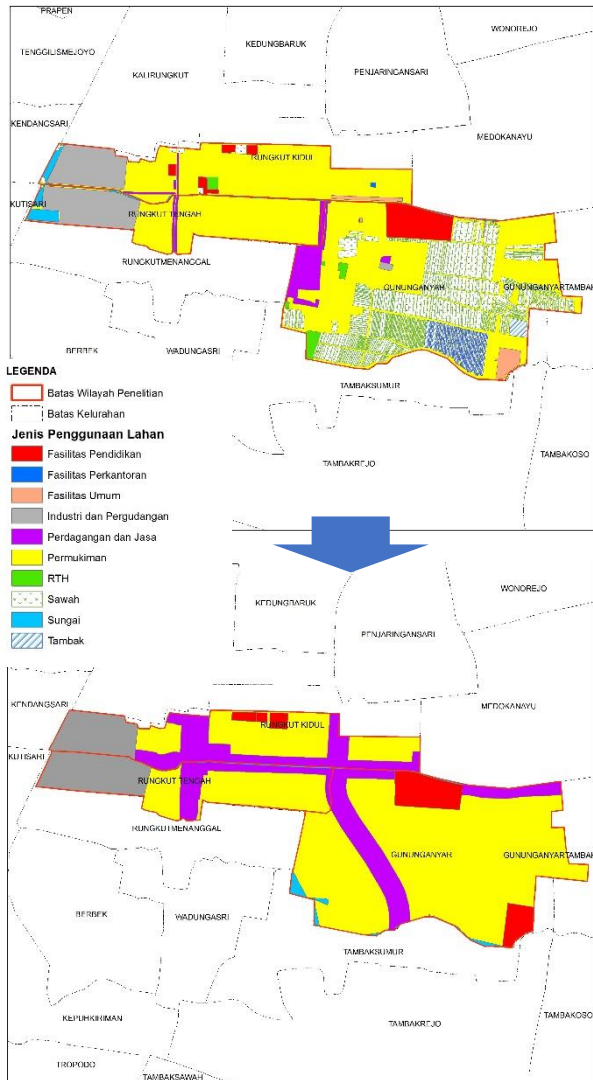 PRAPEN
WONOREJO
TENGGILISMEJOYO
KEDUNGBARUK
KALIRUNGKUT
PENJARINGANSARI
KENDANGSARI
MEDOKANAYU
RUNGKUT KIDUL
KUTISARI
RUNGKUT TENGAH
RUNGKUTMENANGGAL
GUNUNGANYAR
GUNUNGANYARTAMBAK
BERBEK
WADUNGASRI
TAMBAKSUMUR
TAMBAKREJO
TAMBAKOSO
LEGENDA
Batas Wilayah Penelitian
Batas Kelurahan
Jenis Penggunaan Lahan
Fasilitas Pendidikan
Fasilitas Perkantoran
Fasilitas Umum
Industri dan Pergudangan
Perdagangan dan Jasa
Permukiman
RTH
Sawah
Sungai
Tambak
WONOREJO
KEDUNGBARUK
PENJARINGANSARI
KENDANGSARI
MEDOKANAYU
RUNGKUT KIDUL
KUTISARI
RUNGKUT TENGAH
RUNGKUTMENANGGAL
GUNUNGANYAR
GUNUNGANYARTAMBAK
BERBEK
WADUNGASRI
TAMBAKSUMUR
TAMBAKOSO
KEPUHKIRIMAN
TAMBAKREJO
TROPODO
TAMBAKSAWAH